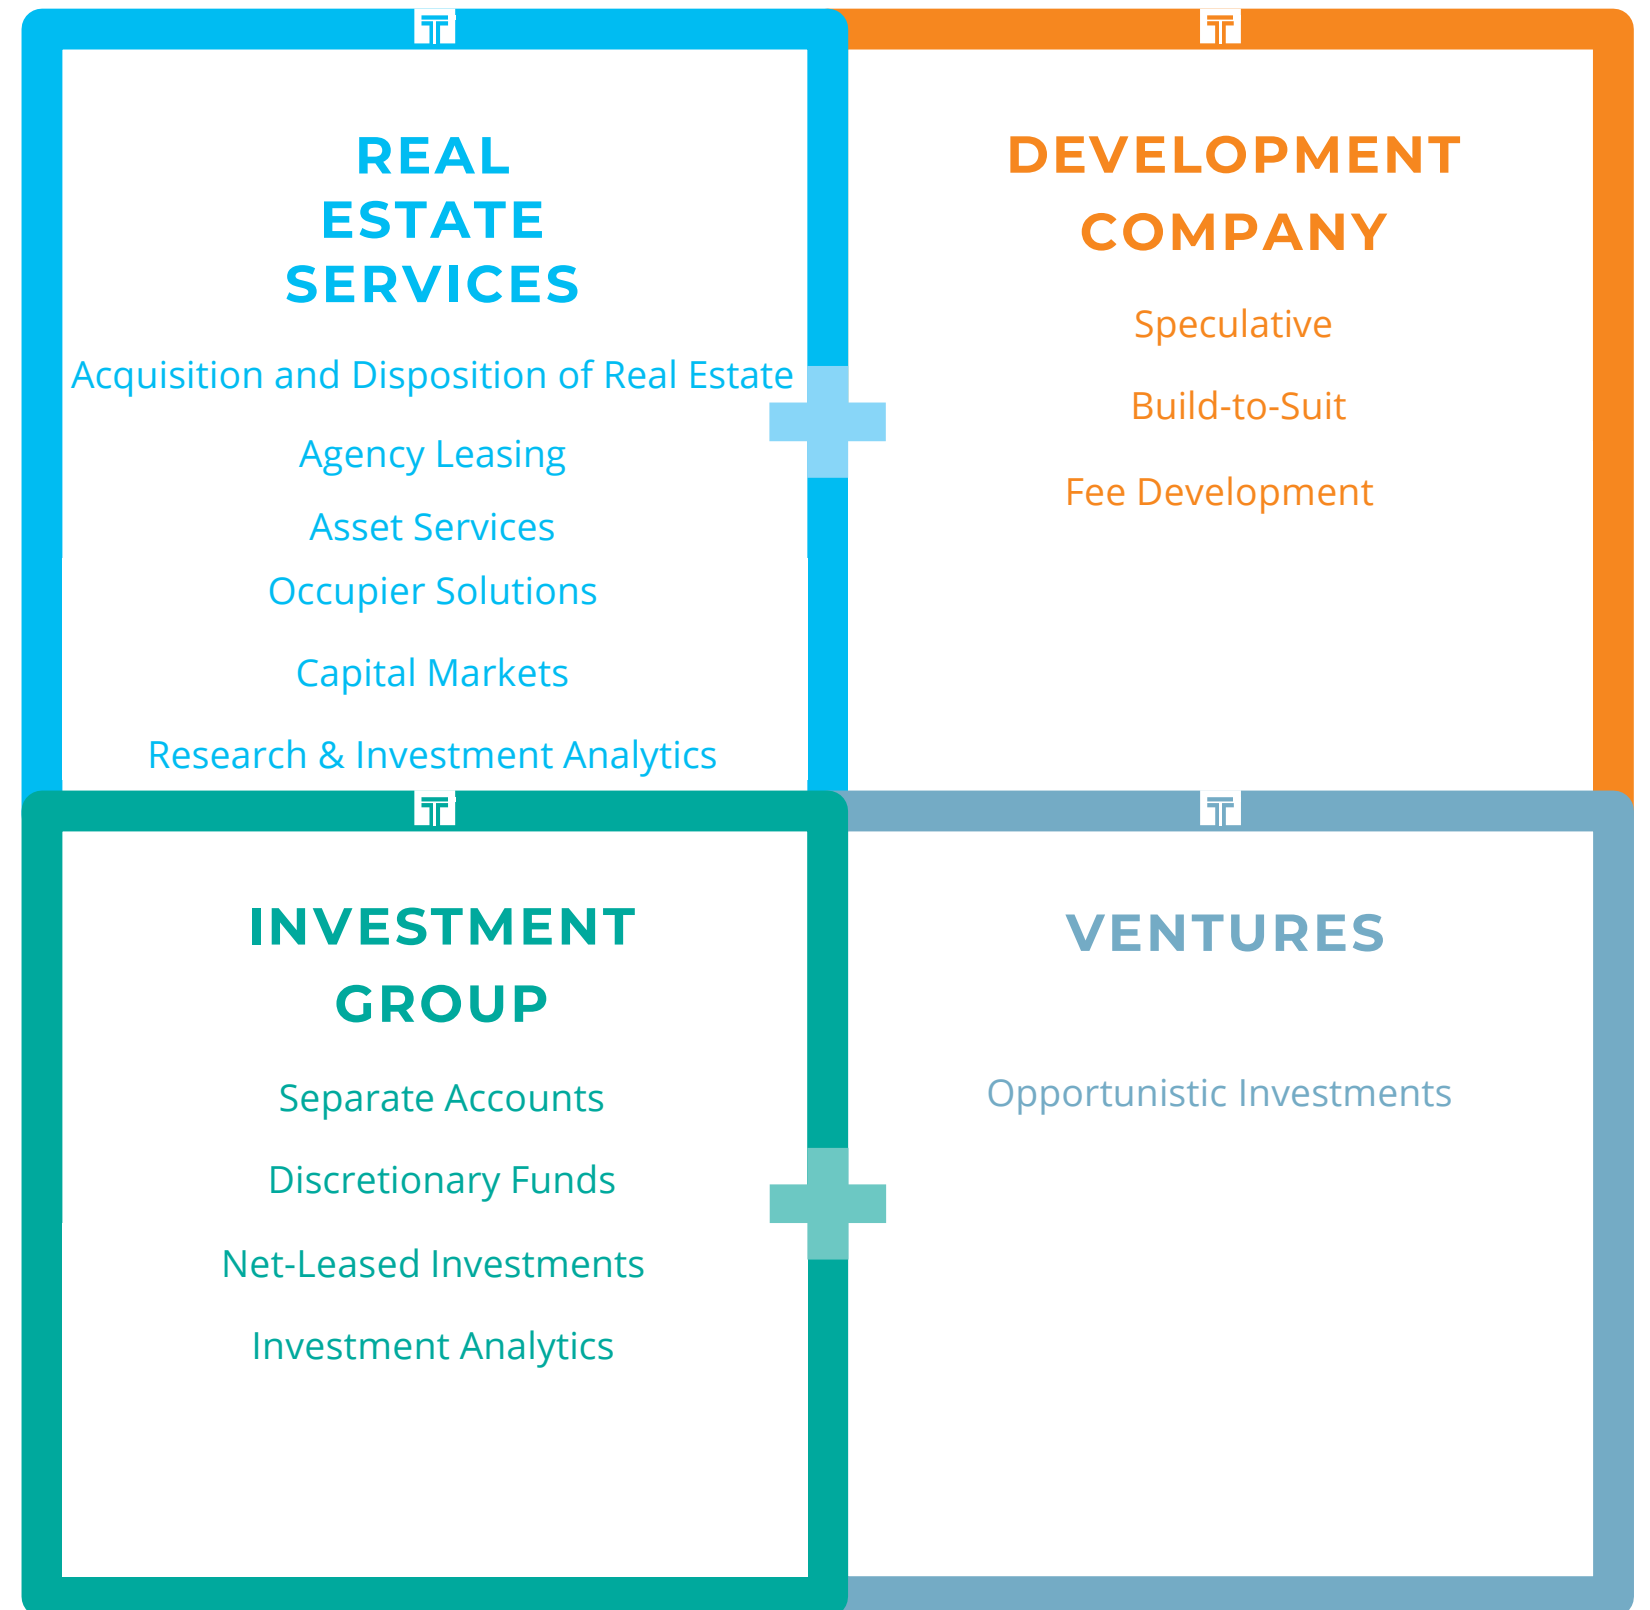 REAL
ESTATE
SERVICES
Acquisition and Disposition of Real Estate
Agency Leasing
Asset Services
Occupier Solutions
Capital Markets
Research & Investment Analytics
DEVELOPMENT
COMPANY
Speculative
Build-to-Suit
Fee Development
INVESTMENT
GROUP
Separate Accounts
Discretionary Funds
Net-Leased Investments
Investment Analytics
VENTURES
Opportunistic Investments